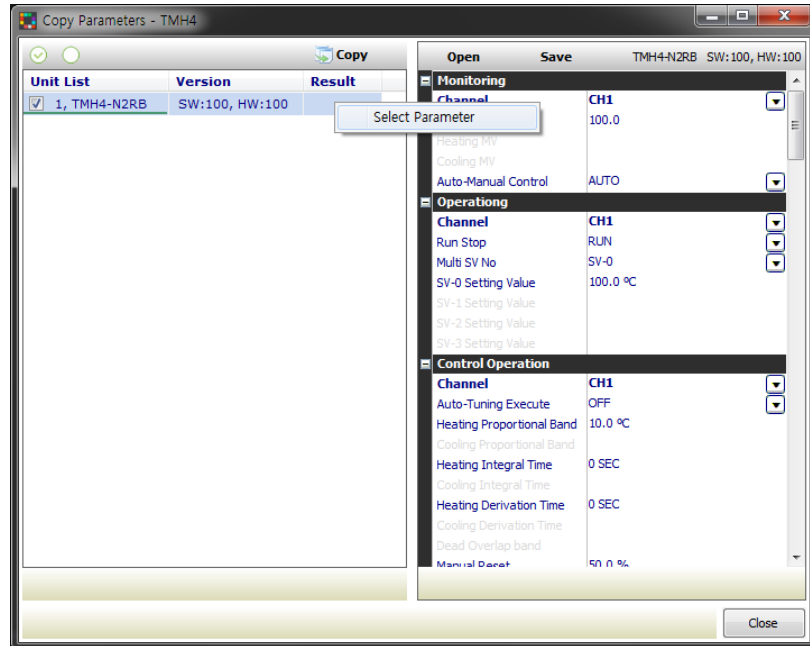 Copy Parameters - TMH4
Copy
Unit List Version Result
1, TMH4-N2RB SW:100, HW:100
Select Parameter
Open Save TMH4-N2RB SW:100, HW:100
Monitoring
Channel CH1
100.0
Heating MV
Cooling MV
Auto-Manual Control AUTO
Operationg
Channel CH1
Run Stop RUN
Multi SV No SV-0
SV-0 Setting Value 100.0 ºC
SV-1 Setting Value
SV-2 Setting Value
SV-3 Setting Value
Control Operation
Channel CH1
Auto-Tuning Execute OFF
Heating Proportional Band 10.0 ºC
Cooling Proportional Band
Heating Integral Time 0 SEC
Cooling Integral Time
Heating Derivation Time 0 SEC
Cooling Derivation Time
Dead Overlap band
Manual Reset 50.0 %
Close